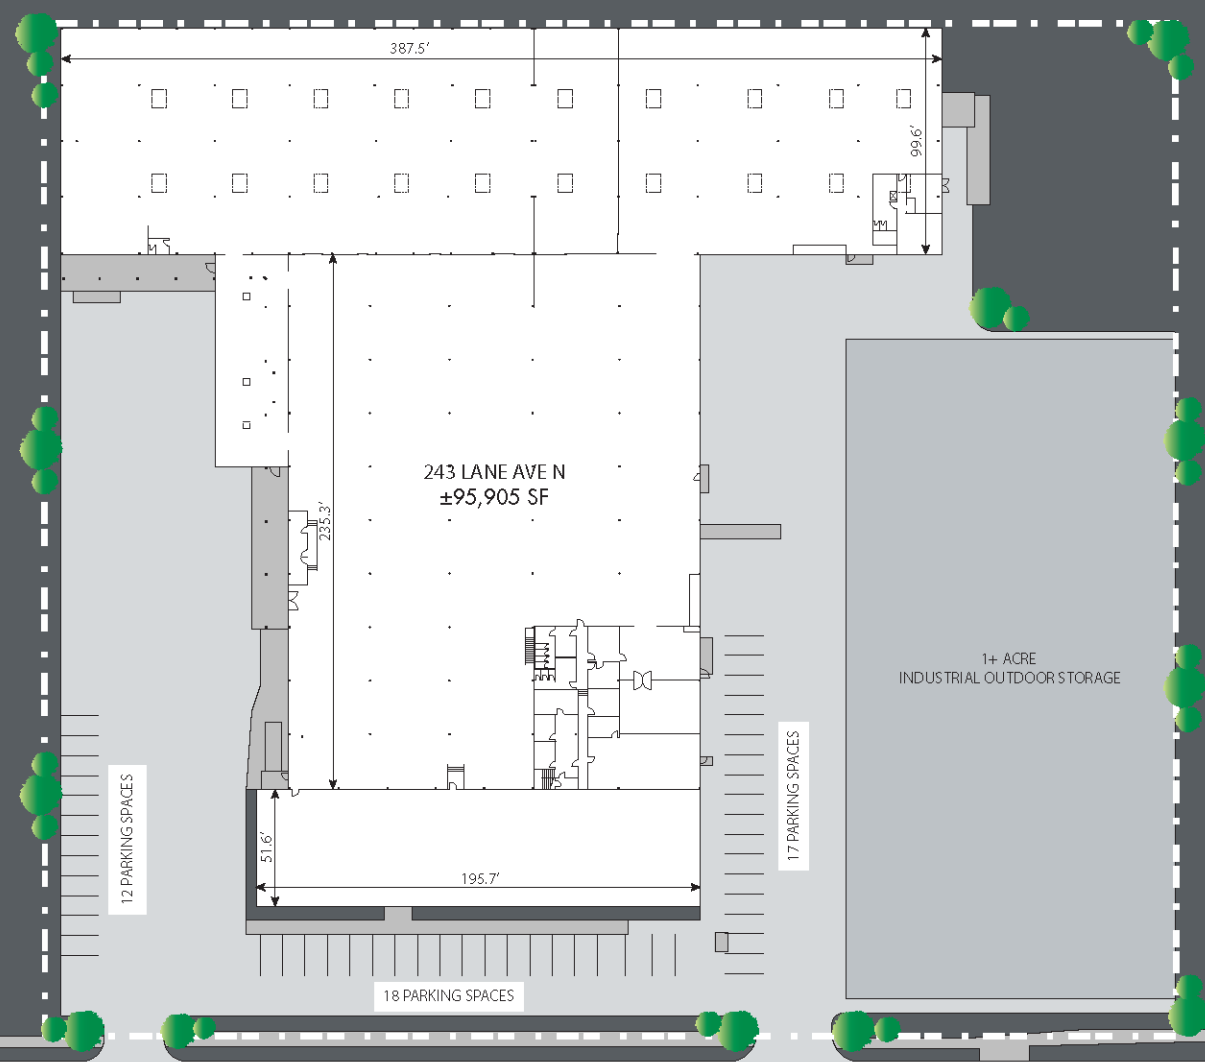 387.5’
99.6’
243 LANE AVE N
±95,905 SF
235.3’
1+ ACRE
INDUSTRIAL OUTDOOR STORAGE
12 PARKING SPACES
17 PARKING SPACES
51.6’
195.7’
18 PARKING SPACES